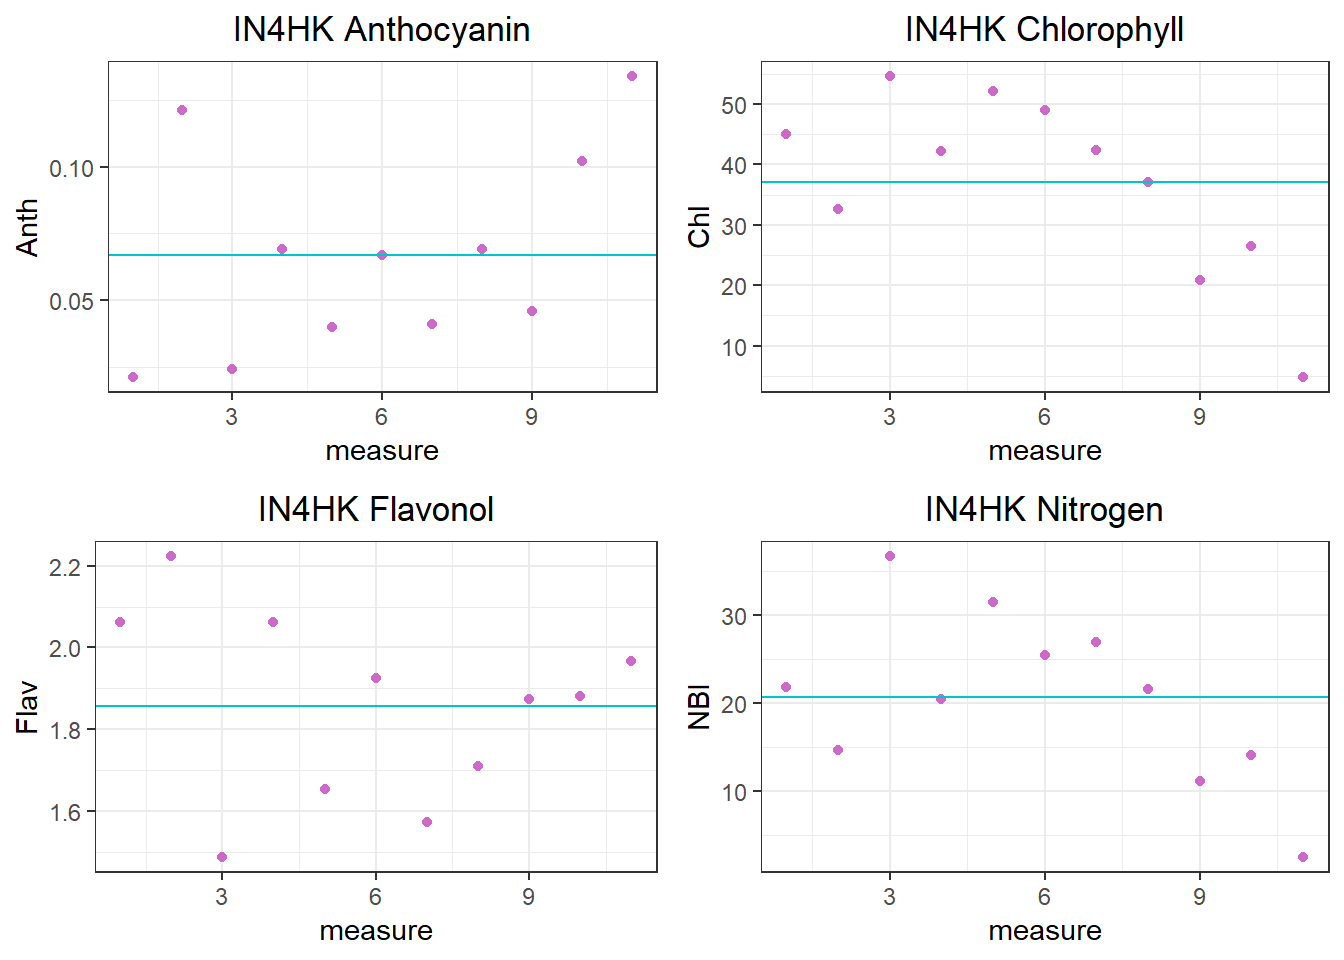 IN4HK Anthocyanin
Anth
0.10
0.05
3 6 9
measure
IN4HK Chlorophyll
Chl
50
40
30
20
10
3 6 9
measure
IN4HK Flavonol
Flav
2.2
2.0
1.8
1.6
3 6 9
measure
IN4HK Nitrogen
NBI
30
20
10
3 6 9
measure